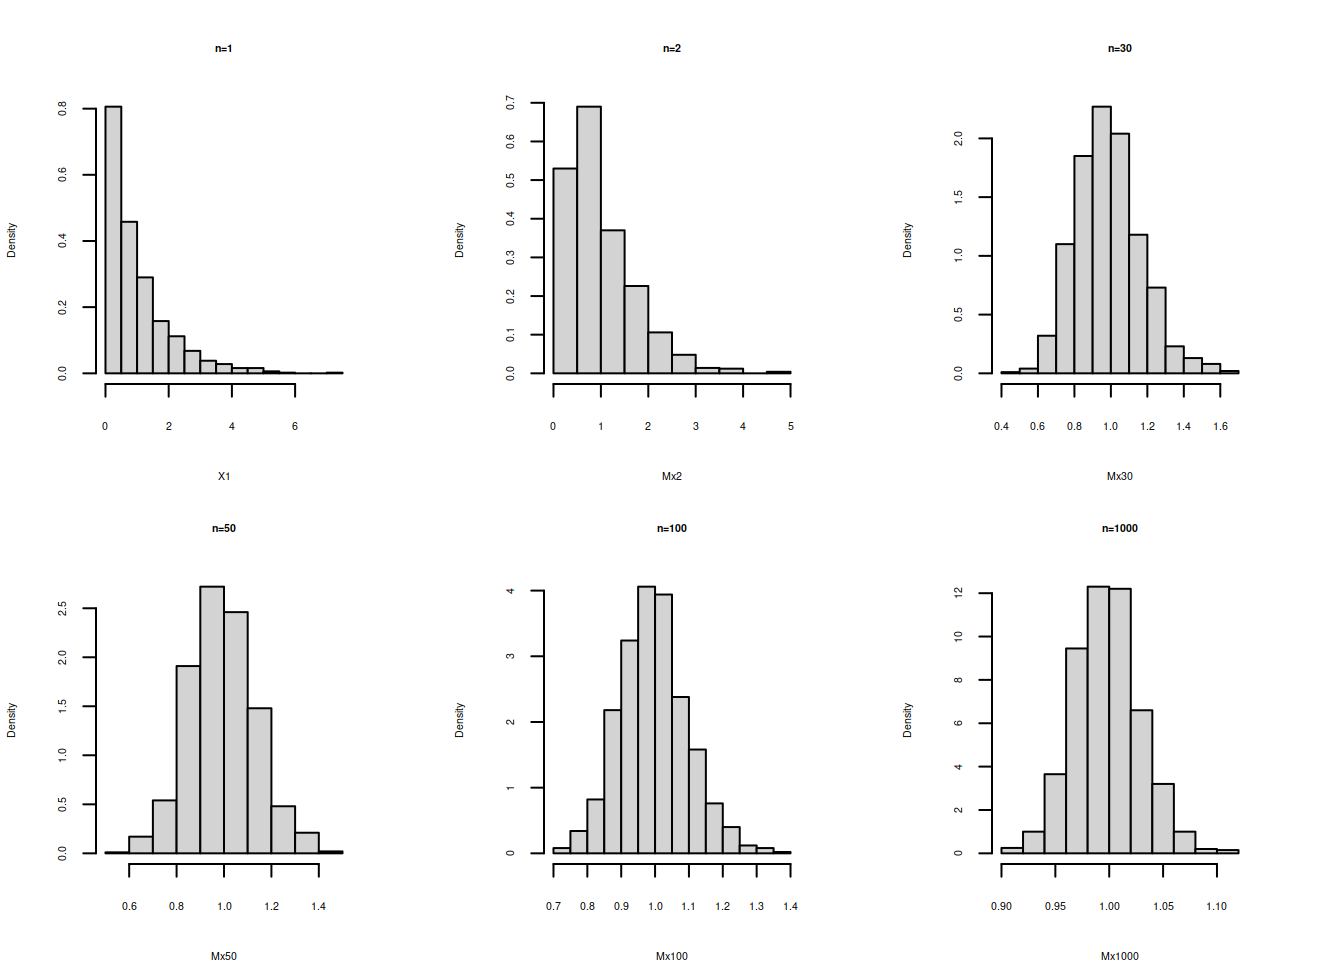 n=1
Density
0.8
0.6
0.4
0.2
0.0
0 2 4 6
X1
n=2
Density
0.7
0.6
0.5
0.4
0.3
0.2
0.1
0.0
0 1 2 3 4 5
Mx2
n=30
Density
2.0
1.5
1.0
0.5
0.0
0.4 0.6 0.8 1.0 1.2 1.4 1.6
Mx30
n=50
Density
2.5
2.0
1.5
1.0
0.5
0.0
0.6 0.8 1.0 1.2 1.4
Mx50
n=100
Density
4
3
2
1
0
0.7 0.8 0.9 1.0 1.1 1.2 1.3 1.4
Mx100
n=1000
Density
12
10
8
6
4
2
0
0.90 0.95 1.00 1.05 1.10
Mx1000